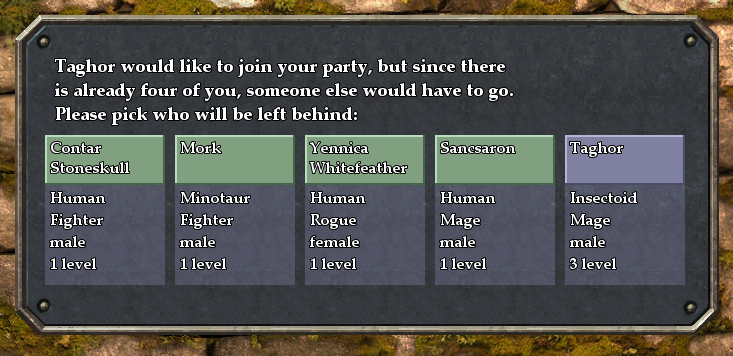 Taghor would like to join your party, but since there
is already four of you, someone else would have to go.
Please pick who will be left behind:
Contar
Stoneskull
Human
Fighter
male
1 level
Mork
Minotaur
Fighter
male
1 level
Yennica
Whitefeather
Human
Rogue
female
1 level
Sancsaron
Human
Mage
male
1 level
Taghor
Insectoid
Mage
male
3 level